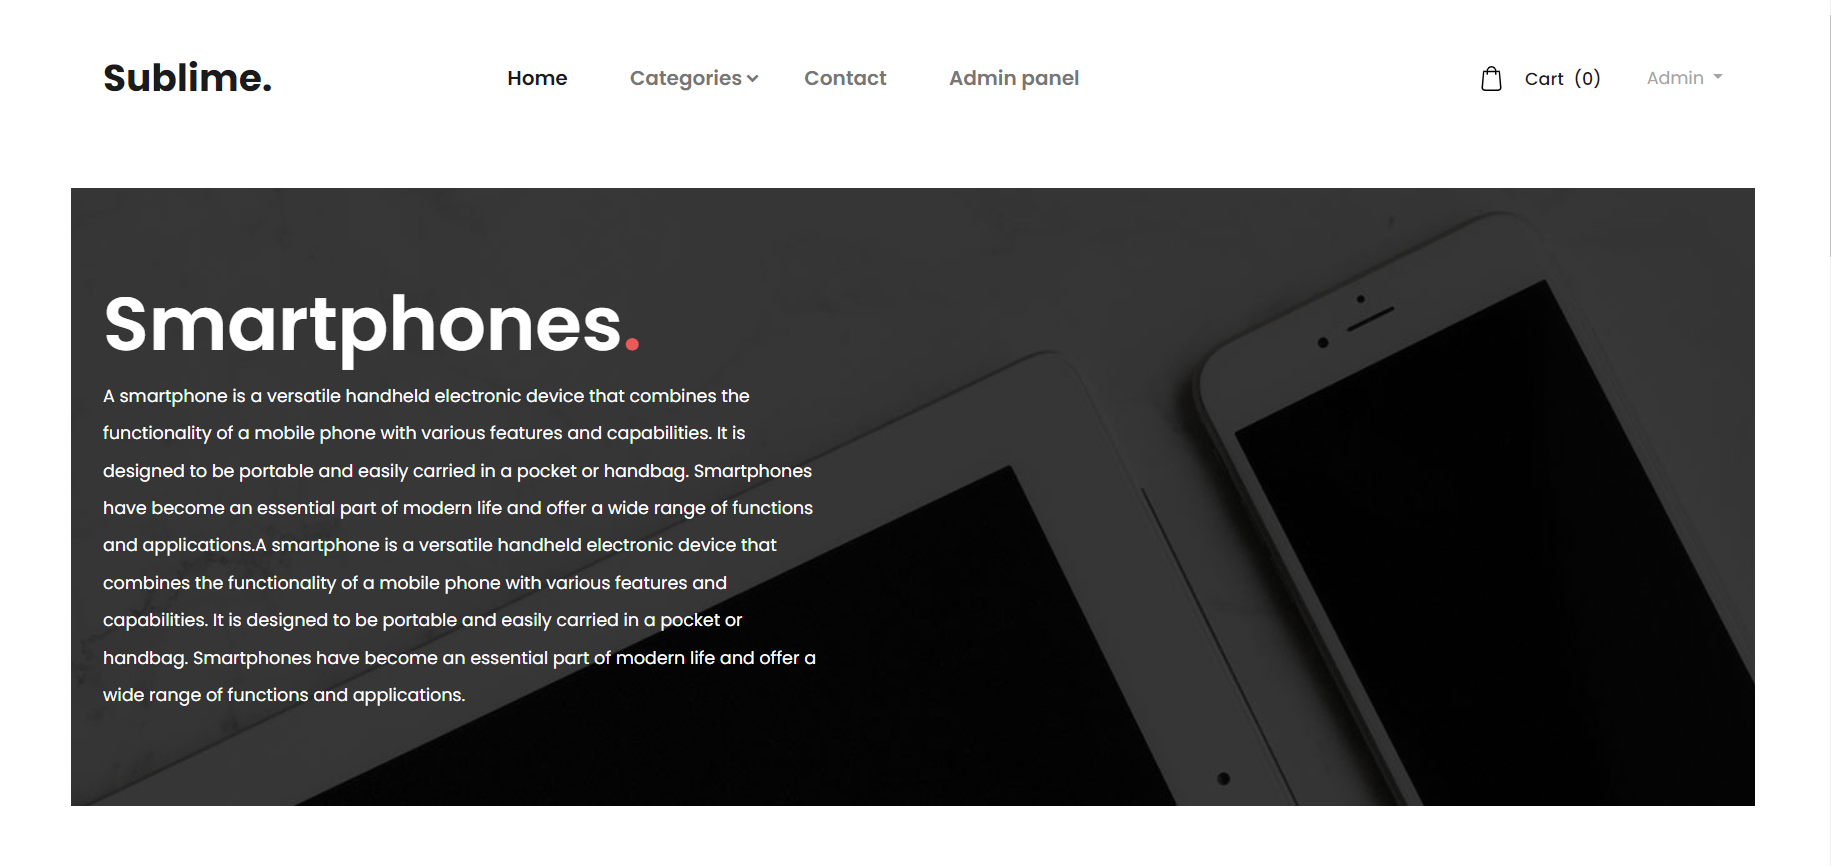 Sublime.
Home
Categories
Contact
Admin panel
Cart (0)
Admin
Smartphones.
A smartphone is a versatile handheld electronic device that combines the
functionality of a mobile phone with various features and capabilities. It is
designed to be portable and easily carried in a pocket or handbag. Smartphones
have become an essential part of modern life and offer a wide range of functions
and applications.A smartphone is a versatile handheld electronic device that
combines the functionality of a mobile phone with various features and
capabilities. It is designed to be portable and easily carried in a pocket or
handbag. Smartphones have become an essential part of modern life and offer a
wide range of functions and applications.